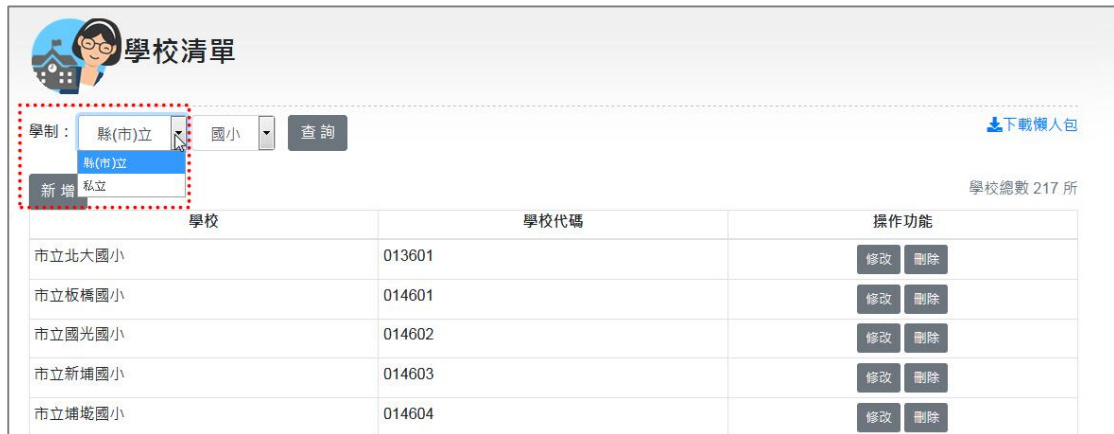 學校清單
學制： 縣(市)立 國小 查 詢 下載懶人包
縣(市)立
私立
新 增 學校總數 217 所
學校 學校代碼 操作功能
市立北大國小 013601 修改 刪除
市立板橋國小 014601 修改 刪除
市立國光國小 014602 修改 刪除
市立新埔國小 014603 修改 刪除
市立埔墘國小 014604 修改 刪除